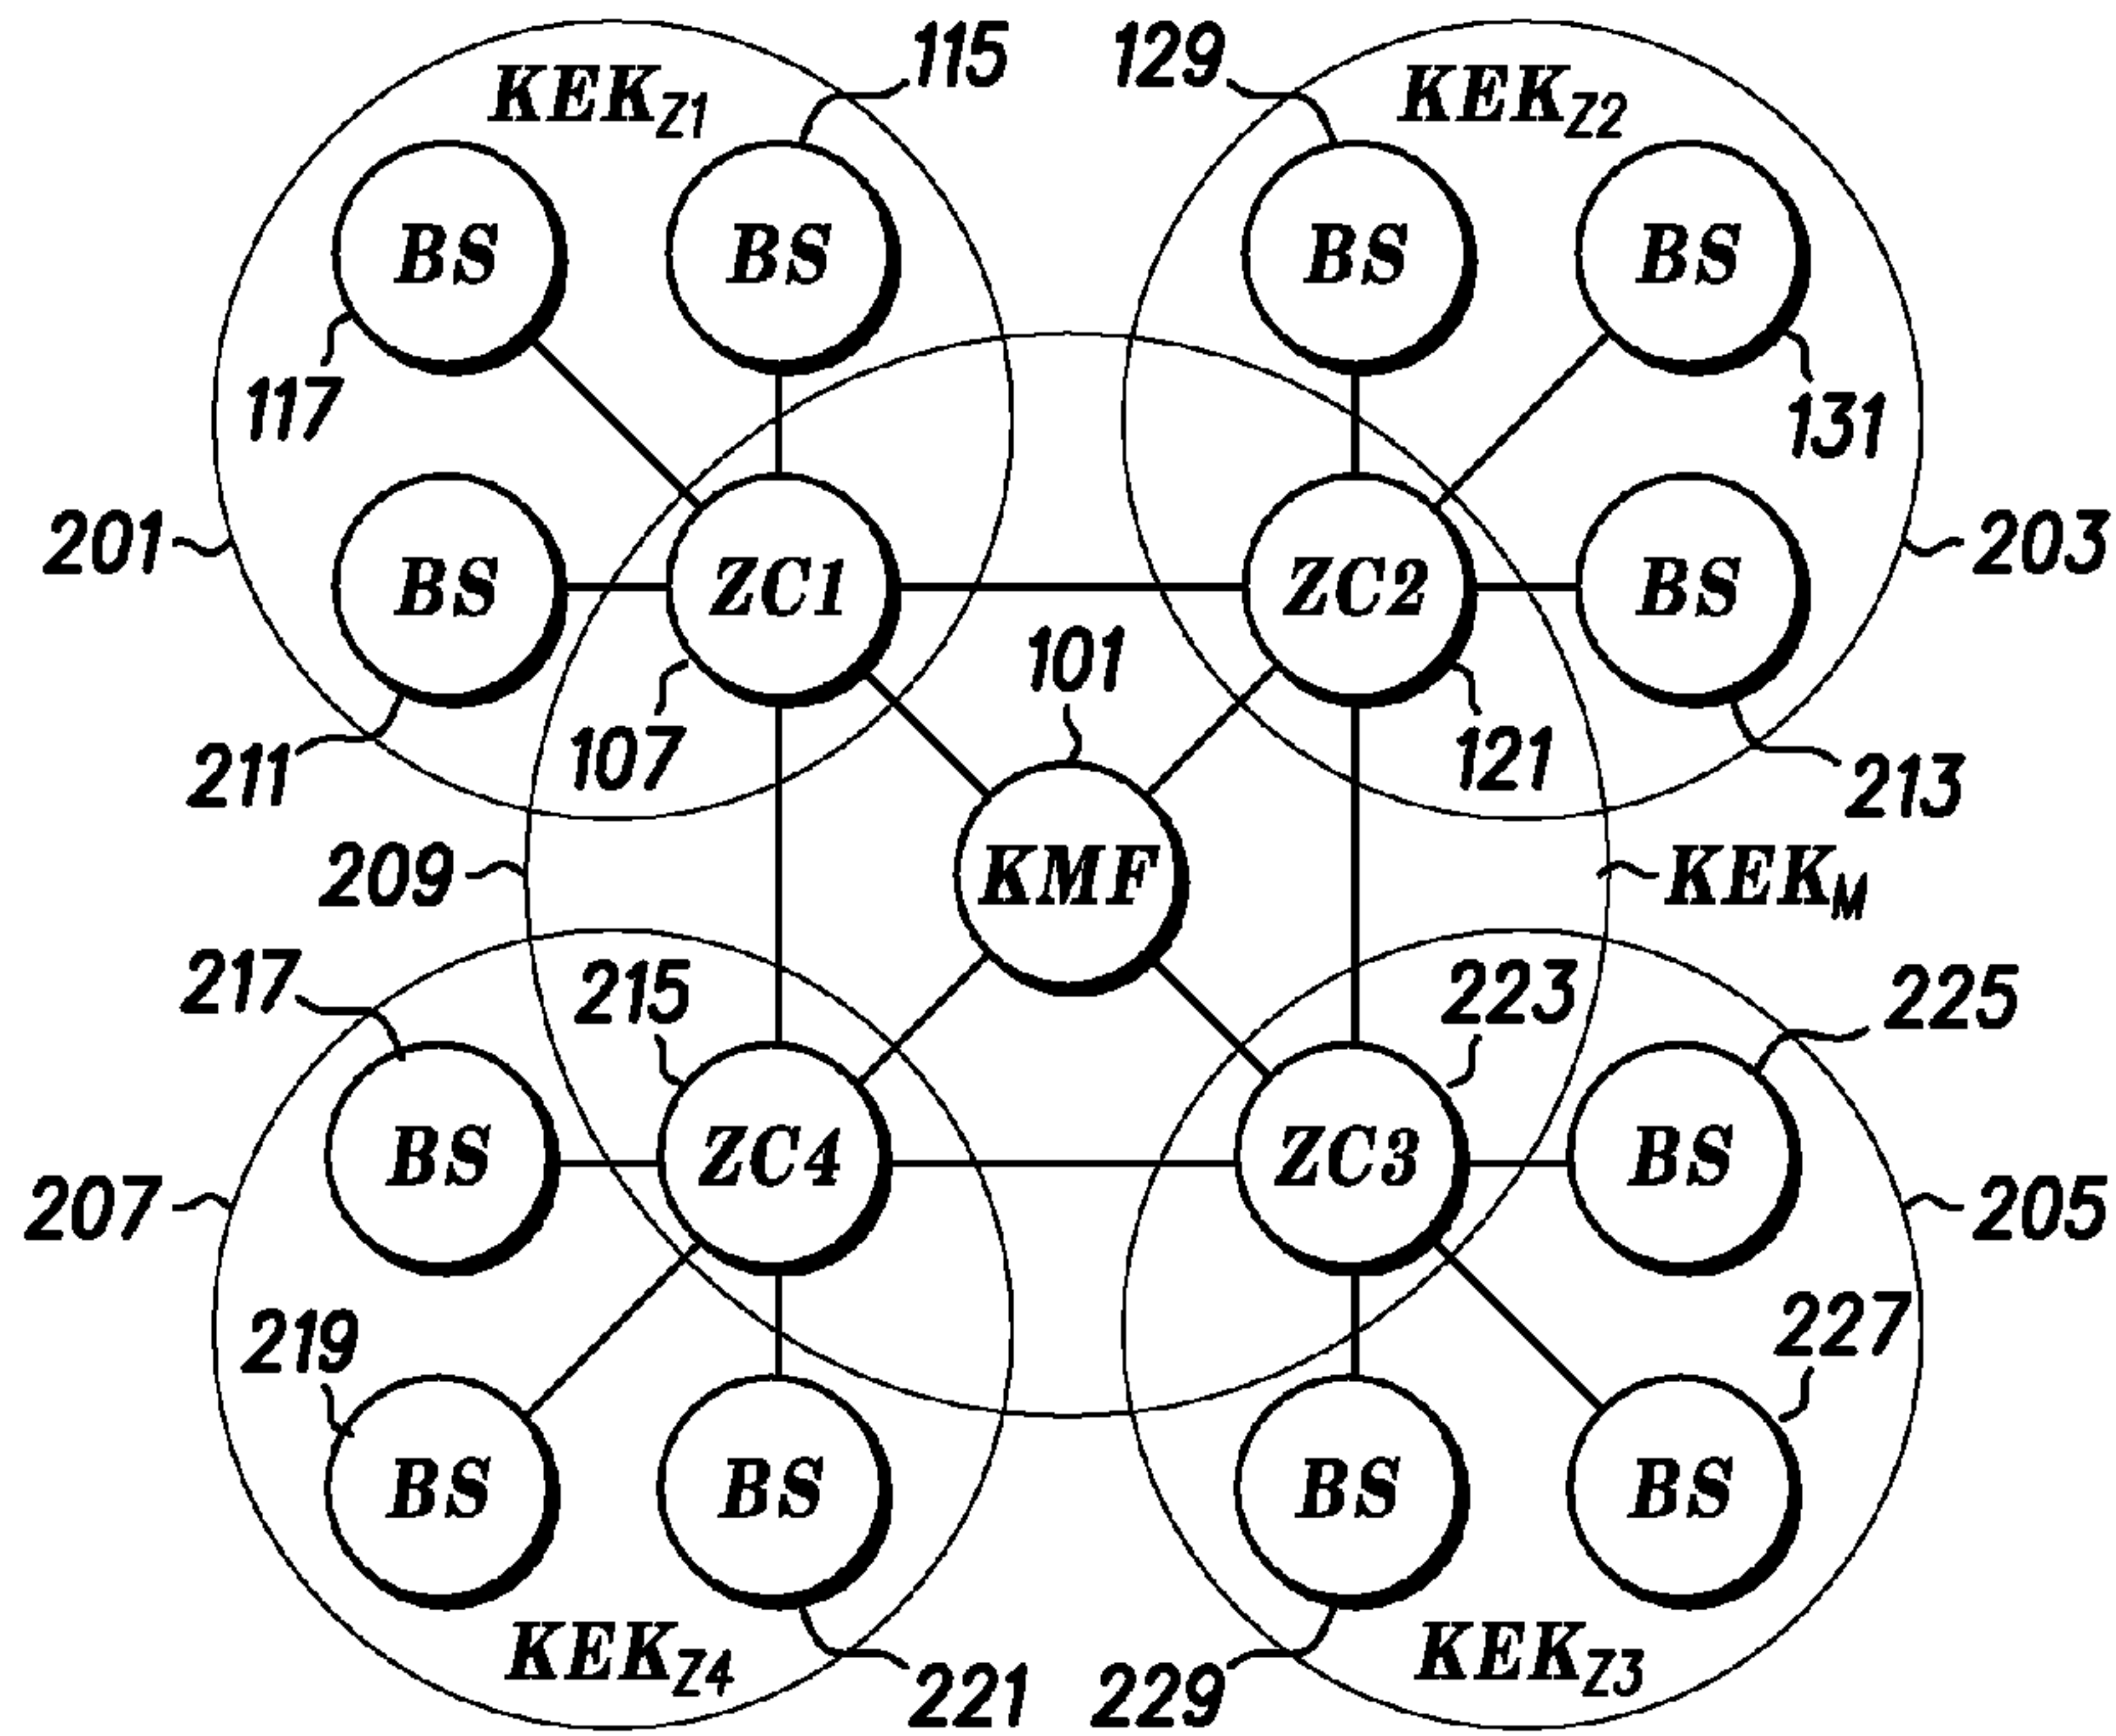 115 129
KEKZ1 KEKZ2
BS BS BS BS
117 131
201 203
BS ZC1 ZC2 BS
101
107 121
211 213
209 KMF KEKM
217 215 223 225
BS ZC4 ZC3 BS
207 205
219 227
BS BS BS BS
KEKZ4 KEKZ3
221 229